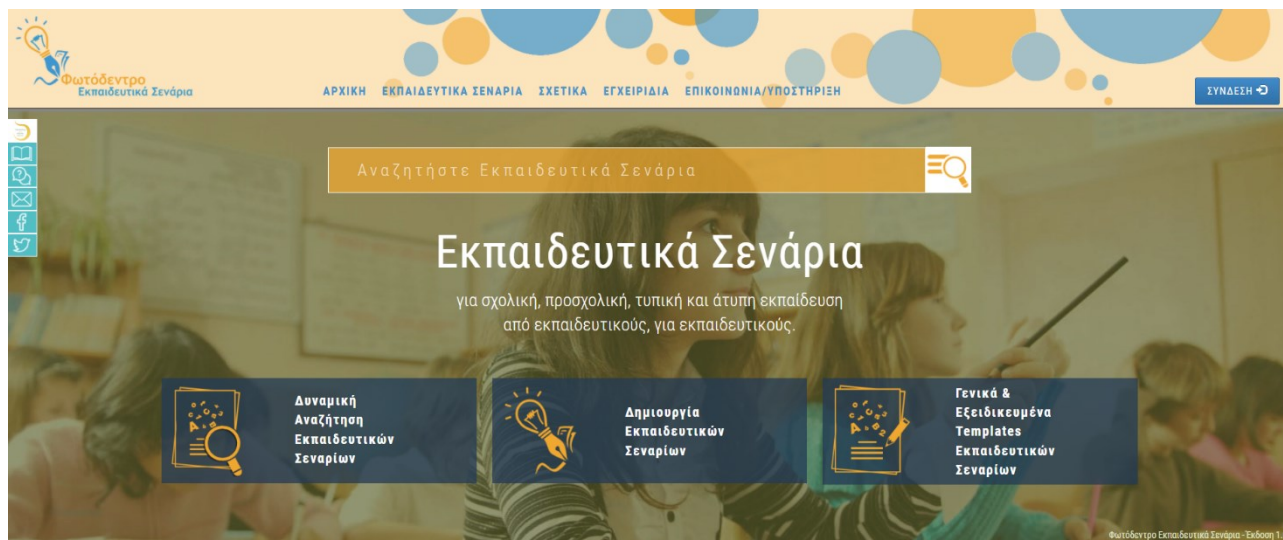 Φωτόδεντρο
Εκπαιδευτικά Σενάρια
ΑΡΧΙΚΗ ΕΚΠΑΙΔΕΥΤΙΚΑ ΣΕΝΑΡΙΑ ΣΧΕΤΙΚΑ ΕΓΧΕΙΡΙΔΙΑ ΕΠΙΚΟΙΝΩΝΙΑ/ΥΠΟΣΤΗΡΙΞΗ
ΣΥΝΔΕΣΗ
Αναζητήστε Εκπαιδευτικά Σενάρια
Εκπαιδευτικά Σενάρια
για σχολική, προσχολική, τυπική και άτυπη εκπαίδευση
από εκπαιδευτικούς, για εκπαιδευτικούς.
Δυναμική
Αναζήτηση
Εκπαιδευτικών
Σεναρίων
Δημιουργία
Εκπαιδευτικών
Σεναρίων
Γενικά &
Εξειδικευμένα
Templates
Εκπαιδευτικών
Σεναρίων
Φωτόδεντρο Εκπαιδευτικά Σενάρια - Έκδοση 1